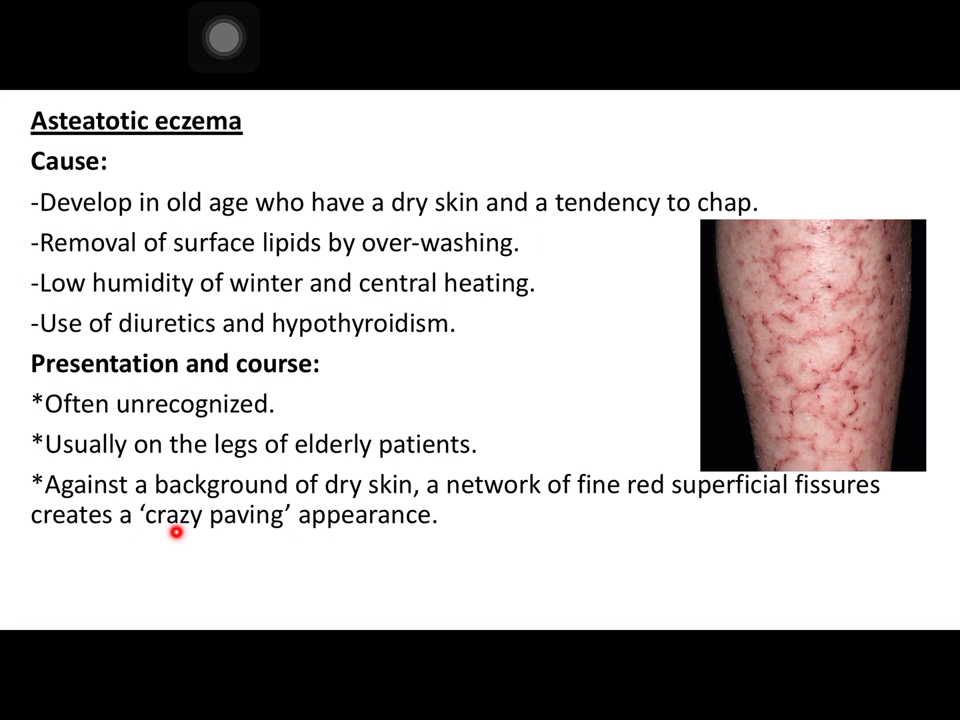 Asteatotic eczema
Cause:
-Develop in old age who have a dry skin and a tendency to chap.
-Removal of surface lipids by over-washing.
-Low humidity of winter and central heating.
-Use of diuretics and hypothyroidism.
Presentation and course:
*Often unrecognized.
*Usually on the legs of elderly patients.
*Against a background of dry skin, a network of fine red superficial fissures
creates a ‘crazy paving’ appearance.